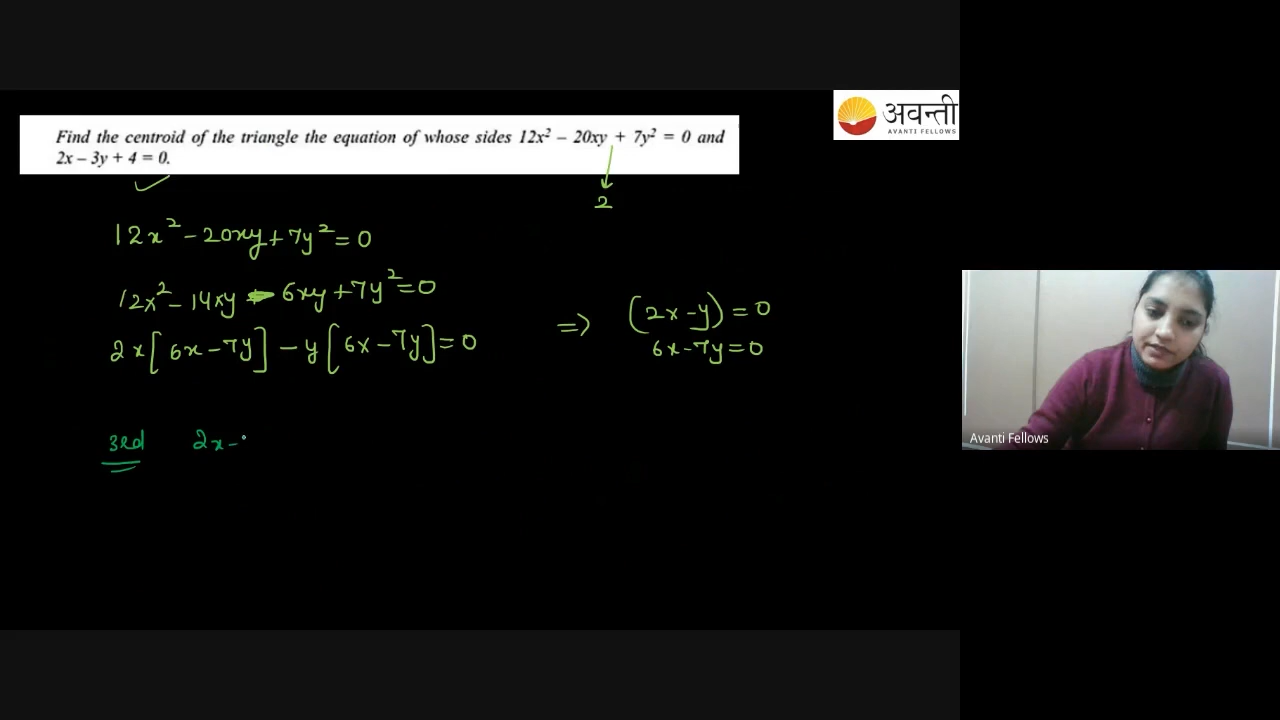 Find the centroid of the triangle the equation of whose sides 12x² – 20xy + 7y² = 0 and
2x – 3y + 4 = 0.
अवन्ती
AVANTI FELLOWS
2
12x² - 20xy + 7y² = 0
12x² - 14xy - 6xy + 7y² = 0
2x[6x - 7y] - y[6x - 7y] = 0
⇒ (2x - y) = 0
6x - 7y = 0
3rd 2x -
Avanti Fellows